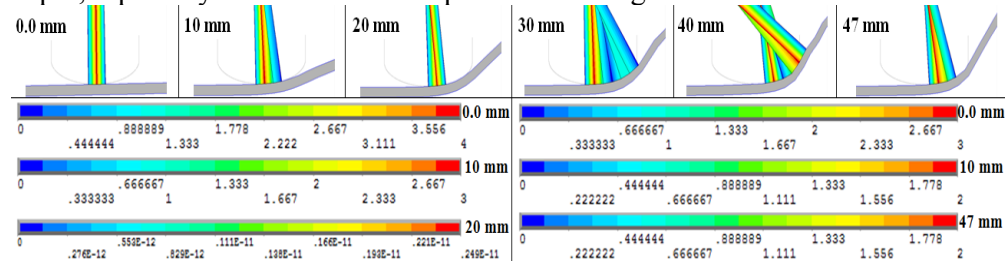 0.0 mm 10 mm 20 mm 30 mm 40 mm 47 mm
0.0 mm
0 .888889 1.778 2.667 3.556
.444444 1.333 2.222 3.111 4
10 mm
0 .666667 1.333 2 2.667
.333333 1 1.667 2.333 3
20 mm
0 .553E-12 .111E-11 .166E-11 .221E-11
.276E-12 .829E-12 .138E-11 .193E-11 .249E-11
0.0 mm
0 .666667 1.333 2 2.667
.333333 1 1.667 2.333 3
10 mm
0 .444444 .888889 1.333 1.778
.222222 .666667 1.111 1.556 2
47 mm
0 .444444 .888889 1.333 1.778
.222222 .666667 1.111 1.556 2